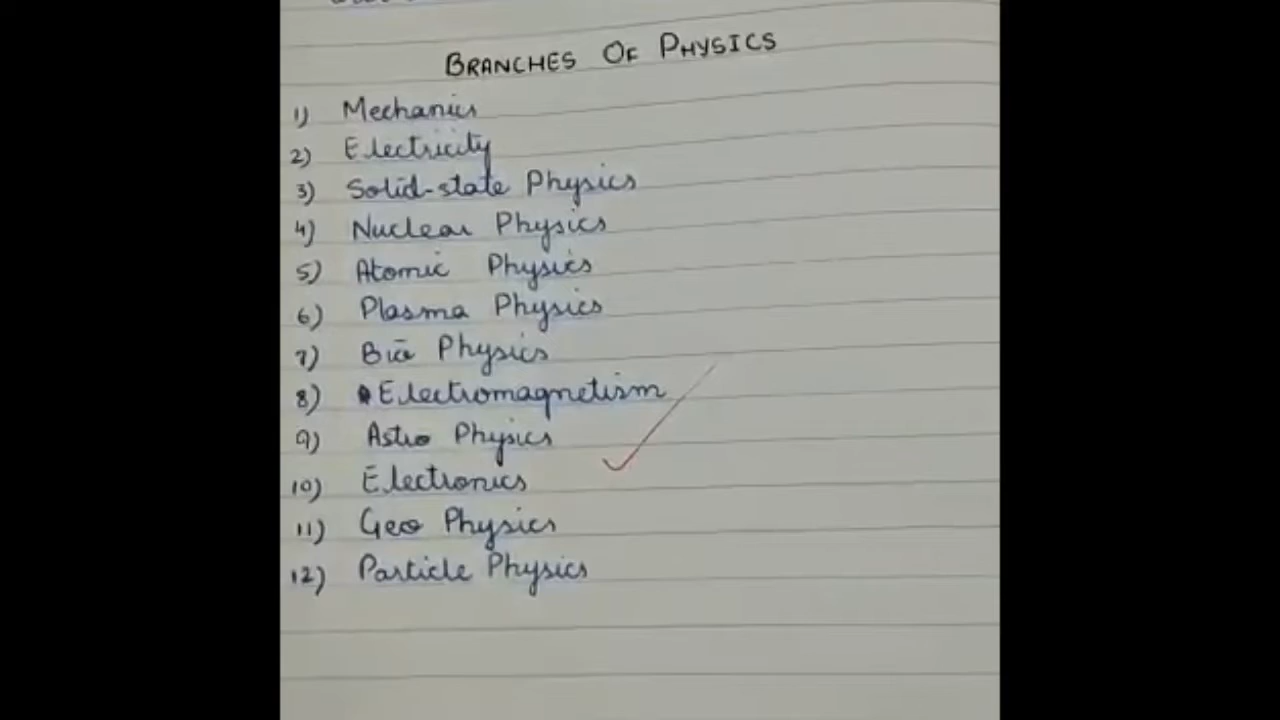 BRANCHES OF PHYSICS
1) Mechanics
2) Electricity
3) Solid-state Physics
4) Nuclear Physics
5) Atomic Physics
6) Plasma Physics
7) Bio Physics
8) Electromagnetism
9) Astro Physics
10) Electronics
11) Geo Physics
12) Particle Physics